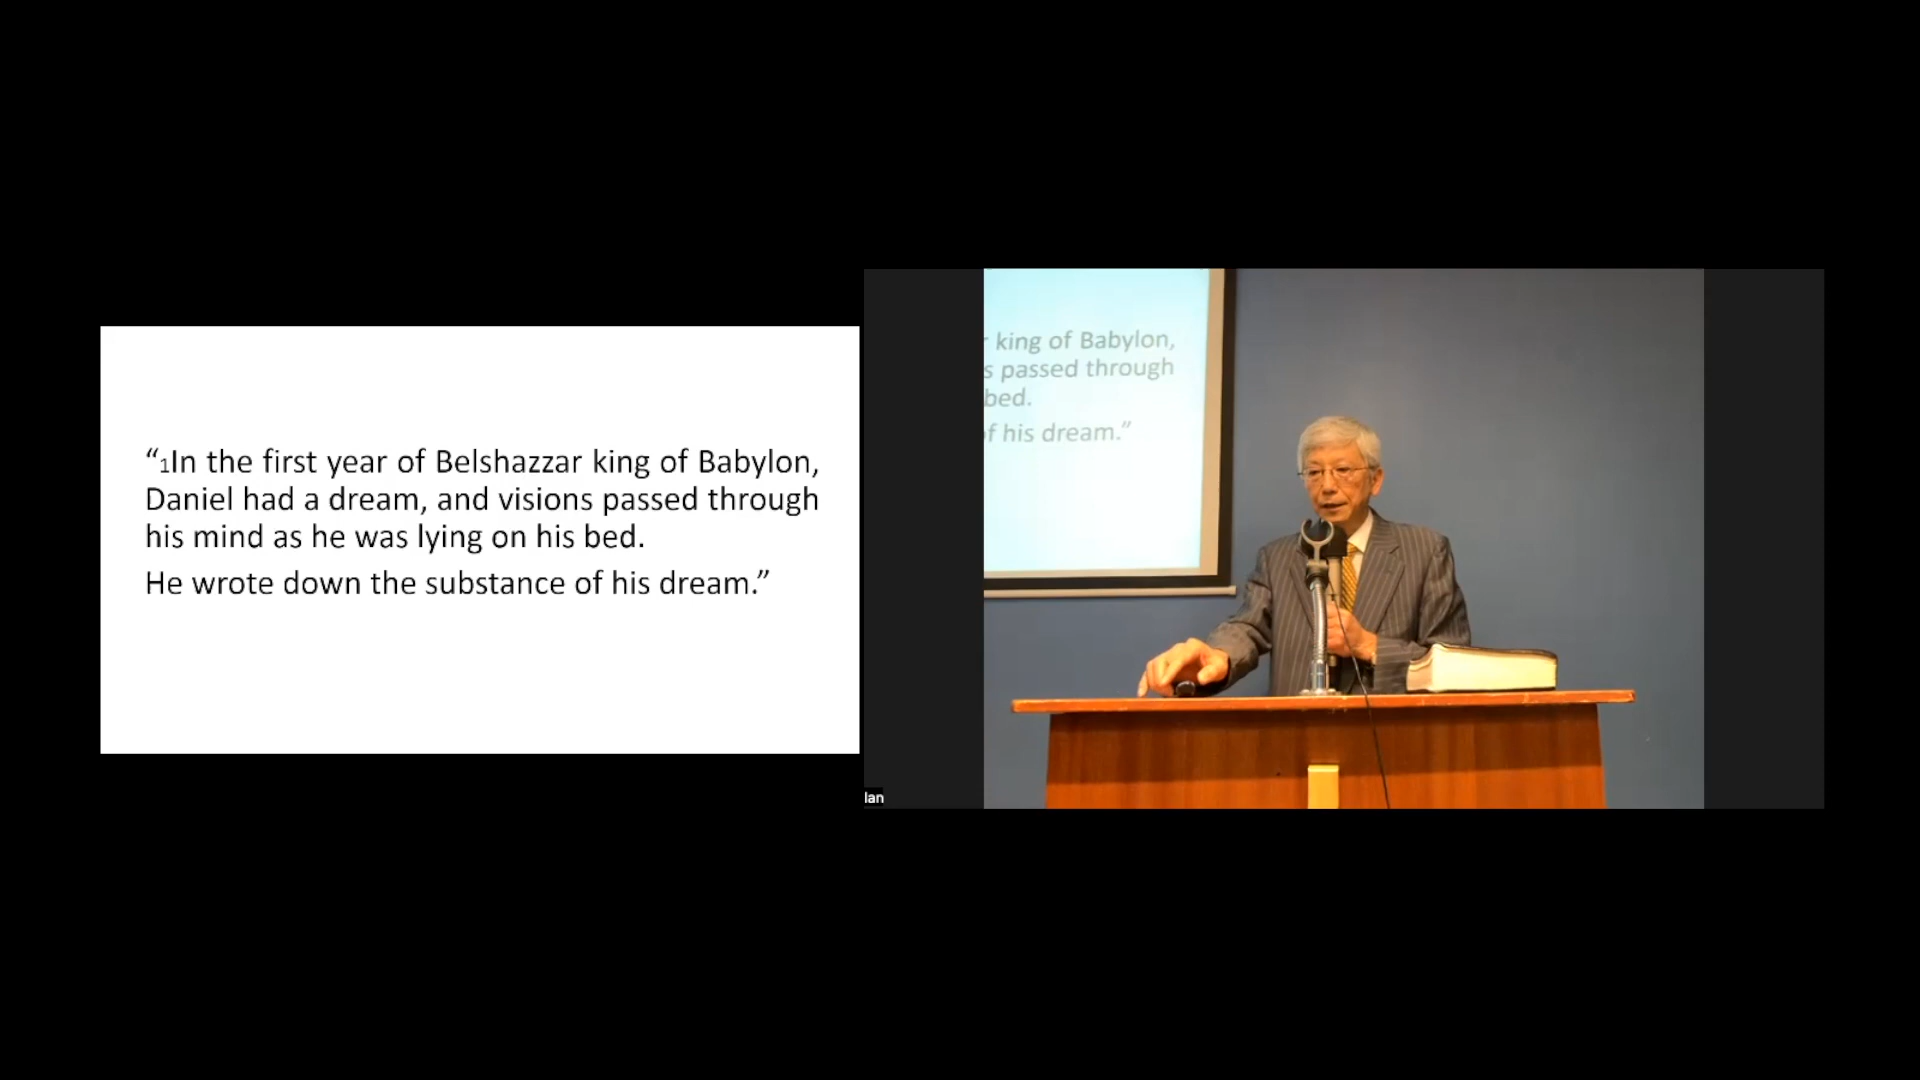 “1In the first year of Belshazzar king of Babylon,
Daniel had a dream, and visions passed through
his mind as he was lying on his bed.
He wrote down the substance of his dream.”
king of Babylon,
s passed through
bed.
of his dream.”
lan